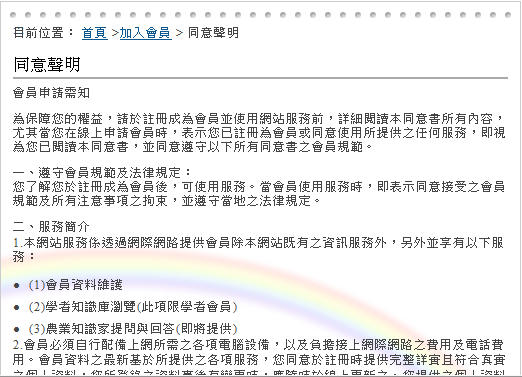 目前位置： 首頁 >加入會員 > 同意聲明
同意聲明
會員申請需知
為保障您的權益，請於註冊成為會員並使用網站服務前，詳細閱讀本同意書所有內容，
尤其當您在線上申請會員時，表示您已註冊為會員或同意使用所提供之任何服務，即視
為您已閱讀本同意書，並同意遵守以下所有同意書之會員規範。
一、遵守會員規範及法律規定：
您了解您於註冊成為會員後，可使用服務。當會員使用服務時，即表示同意接受之會員
規範及所有注意事項之拘束，並遵守當地之法律規定。
二、服務簡介
1.本網站服務係透過網際網路提供會員除本網站既有之資訊服務外，另外並享有以下服
務：
(1)會員資料維護
(2)學者知識庫瀏覽(此項限學者會員)
(3)農業知識家提問與回答(即將提供)
2.會員必須自行配備上網所需之各項電腦設備，以及負擔接上網際網路之費用及電話費
用。會員資料之最新基於所提供之各項服務，您同意於註冊時提供完整詳實且符合真實
之個人資料，您所登錄之資料事後有變更時，應隨時於線上更新之。您提供之個人資料